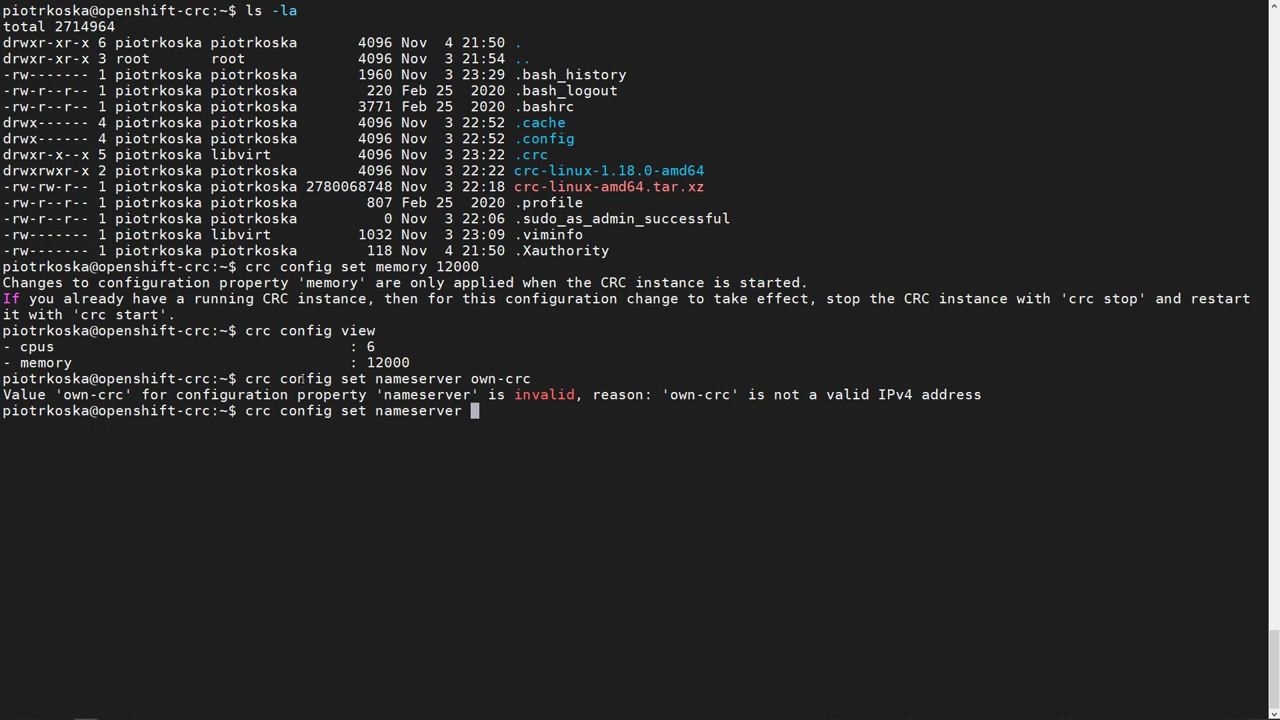 piotrkoska@openshift-crc:~$ ls -la
total 2714964
drwxr-xr-x 6 piotrkoska piotrkoska       4096 Nov  4 21:50 .
drwxr-xr-x 3 root       root             4096 Nov  3 21:54 ..
-rw------- 1 piotrkoska piotrkoska       1960 Nov  3 23:29 .bash_history
-rw-r--r-- 1 piotrkoska piotrkoska        220 Feb 25  2020 .bash_logout
-rw-r--r-- 1 piotrkoska piotrkoska       3771 Feb 25  2020 .bashrc
drwx------ 4 piotrkoska piotrkoska       4096 Nov  3 22:52 .cache
drwx------ 4 piotrkoska piotrkoska       4096 Nov  3 22:52 .config
drwxr-x--x 5 piotrkoska libvirt          4096 Nov  3 23:22 .crc
drwxrwxr-x 2 piotrkoska piotrkoska       4096 Nov  3 22:22 crc-linux-1.18.0-amd64
-rw-rw-r-- 1 piotrkoska piotrkoska 2780068748 Nov  3 22:18 crc-linux-amd64.tar.xz
-rw-r--r-- 1 piotrkoska piotrkoska        807 Feb 25  2020 .profile
-rw-r--r-- 1 piotrkoska piotrkoska          0 Nov  3 22:06 .sudo_as_admin_successful
-rw-r--r-- 1 piotrkoska libvirt          1032 Nov  3 23:09 .viminfo
-rw-r--r-- 1 piotrkoska piotrkoska        118 Nov  4 21:50 .Xauthority
piotrkoska@openshift-crc:~$ crc config set memory 12000
Changes to configuration property 'memory' are only applied when the CRC instance is started.
If you already have a running CRC instance, then for this configuration change to take effect, stop the CRC instance with 'crc stop' and restart
it with 'crc start'.
piotrkoska@openshift-crc:~$ crc config view
- cpus                                  : 6
- memory                                : 12000
piotrkoska@openshift-crc:~$ crc config set nameserver own-crc
Value 'own-crc' for configuration property 'nameserver' is invalid, reason: 'own-crc' is not a valid IPv4 address
piotrkoska@openshift-crc:~$ crc config set nameserver